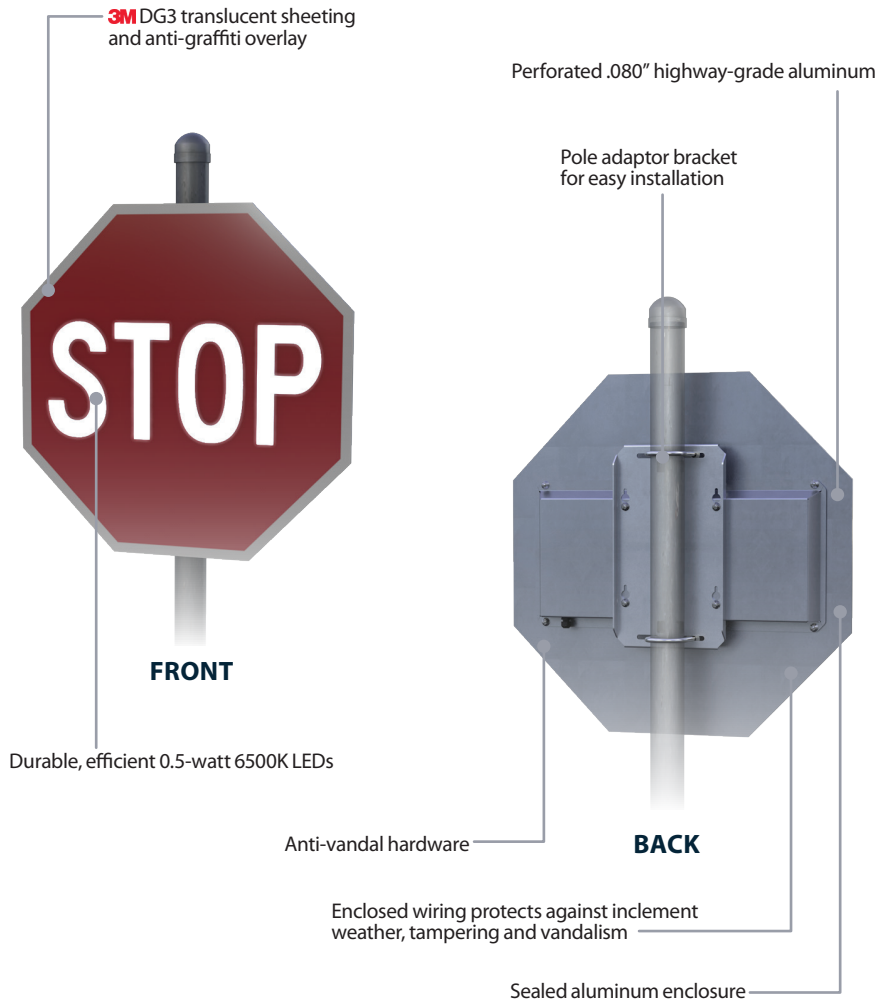 3M DG3 translucent sheeting
and anti-graffiti overlay
Perforated .080” highway-grade aluminum
Pole adaptor bracket
for easy installation
STOP
FRONT
Durable, efficient 0.5-watt 6500K LEDs
Anti-vandal hardware
BACK
Enclosed wiring protects against inclement
weather, tampering and vandalism
Sealed aluminum enclosure